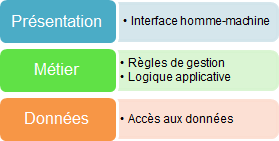 Présentation
• Interface homme-machine
Métier
• Règles de gestion
• Logique applicative
Données
• Accès aux données